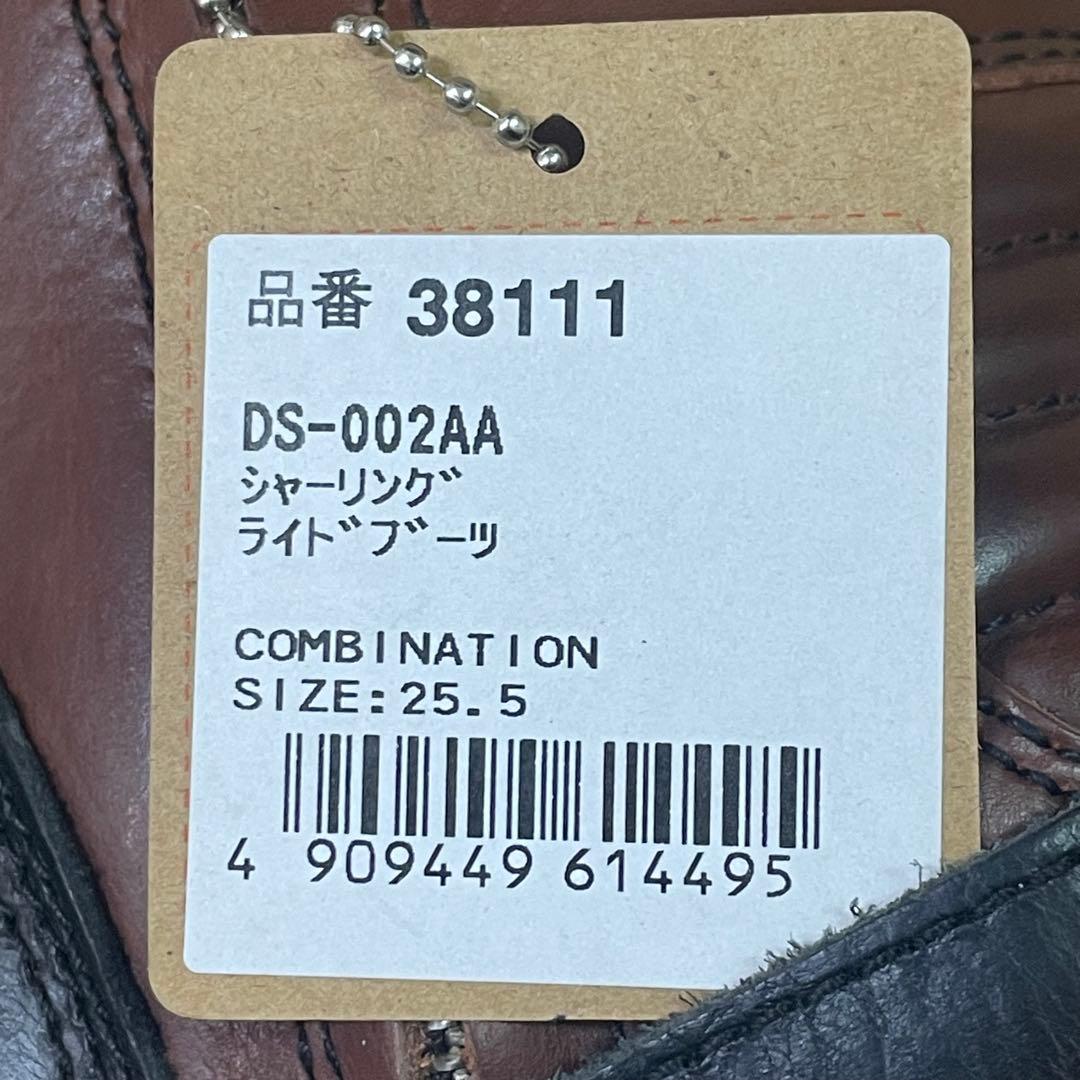 品番 38111
DS-002AA
ｼｬｰﾘﾝｸﾞ
ﾗｲﾄﾞﾌﾞｰﾂ
COMBINATION
SIZE:25.5
4 909449 614495